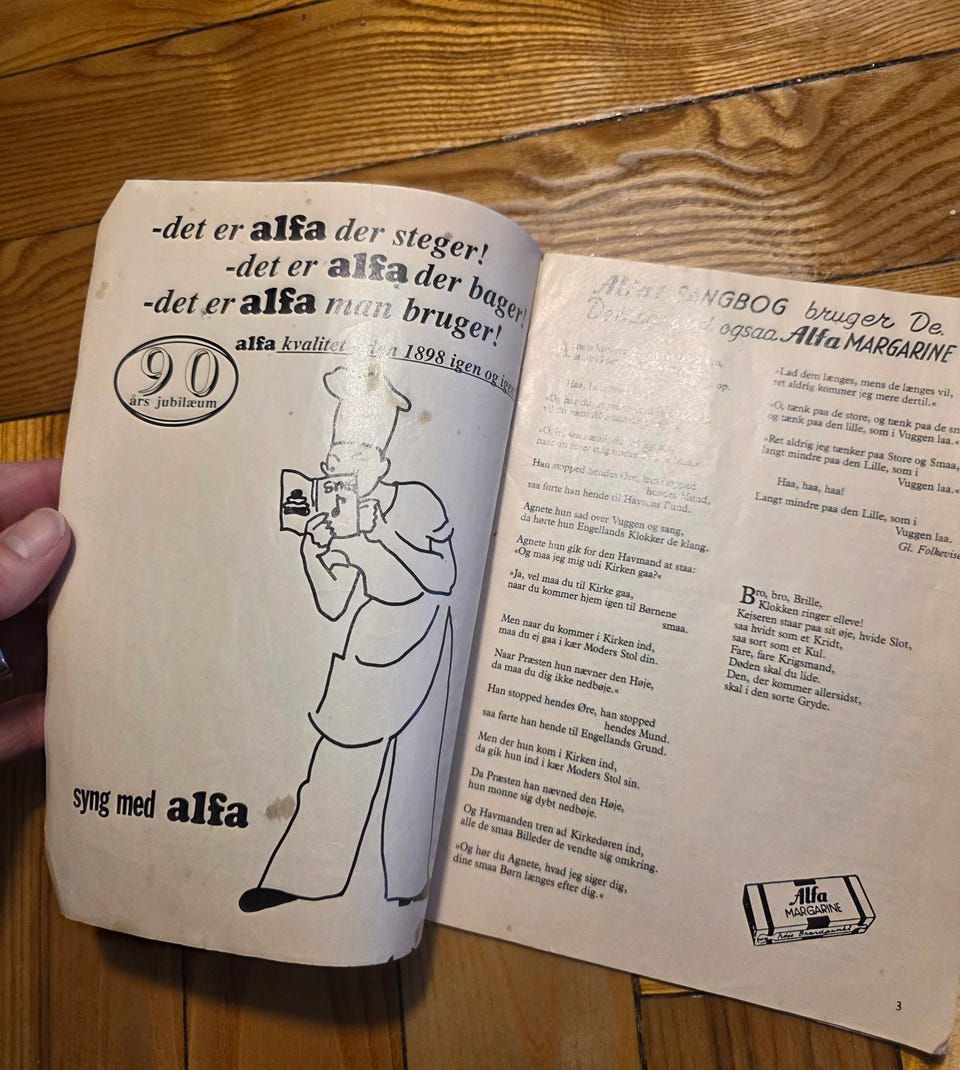 -det er alfa der steger!
-det er alfa der bager!
-det er alfa man bruger!
90
års jubilæum
alfa kvalitet siden 1898 igen og igen
syng med alfa
Alfas SANGBOG bruger De.
ogsaa Alfa MARGARINE
Haa,
Han stopped hendes Øre, han stopped
hendes Mund,
saa førte han hende til Havsens Bund.
Agnete hun sad over Vuggen og sang,
da hørte hun Engellands Klokker de klang.
Agnete hun gik for den Havmand at staa:
»Og maa jeg mig udi Kirken gaa?«
»Ja, vel maa du til Kirke gaa,
naar du kommer hjem igen til Børnene
smaa.
Men naar du kommer i Kirken ind,
maa du ej gaa i kær Moders Stol din.
Naar Præsten hun nævner den Høje,
da maa du dig ikke nedbøje.«
Han stopped hendes Øre, han stopped
hendes Mund.
saa førte han hende til Engellands Grund.
Men der hun kom i Kirken ind,
da gik hun ind i kær Moders Stol sin.
Da Præsten han nævned den Høje,
hun monne sig dybt nedbøje.
Og Havmanden tren ad Kirkedøren ind,
alle de smaa Billeder de vendte sig omkring.
»Og hør du Agnete, hvad jeg siger dig,
dine smaa Børn længes efter dig.«
»Lad dem længes, mens de længes vil,
ret aldrig kommer jeg mere dertil.«
»O, tænk paa de store, og tænk paa de sm
og tænk paa den lille, som i Vuggen laa.«
»Ret aldrig jeg tænker paa Store og Smaa,
langt mindre paa den Lille, som i
Vuggen laa.«
Haa, haa, haa!
Langt mindre paa den Lille, som i
Vuggen laa.
Gl. Folkevise
Bro, bro, Brille,
Klokken ringer elleve!
Kejseren staar paa sit øje, hvide Slot,
saa hvidt som et Kridt,
saa sort som et Kul.
Fare, fare Krigsmand,
Døden skal du lide.
Den, der kommer allersidst,
skal i den sorte Gryde.
Alfa
MARGARINE
3